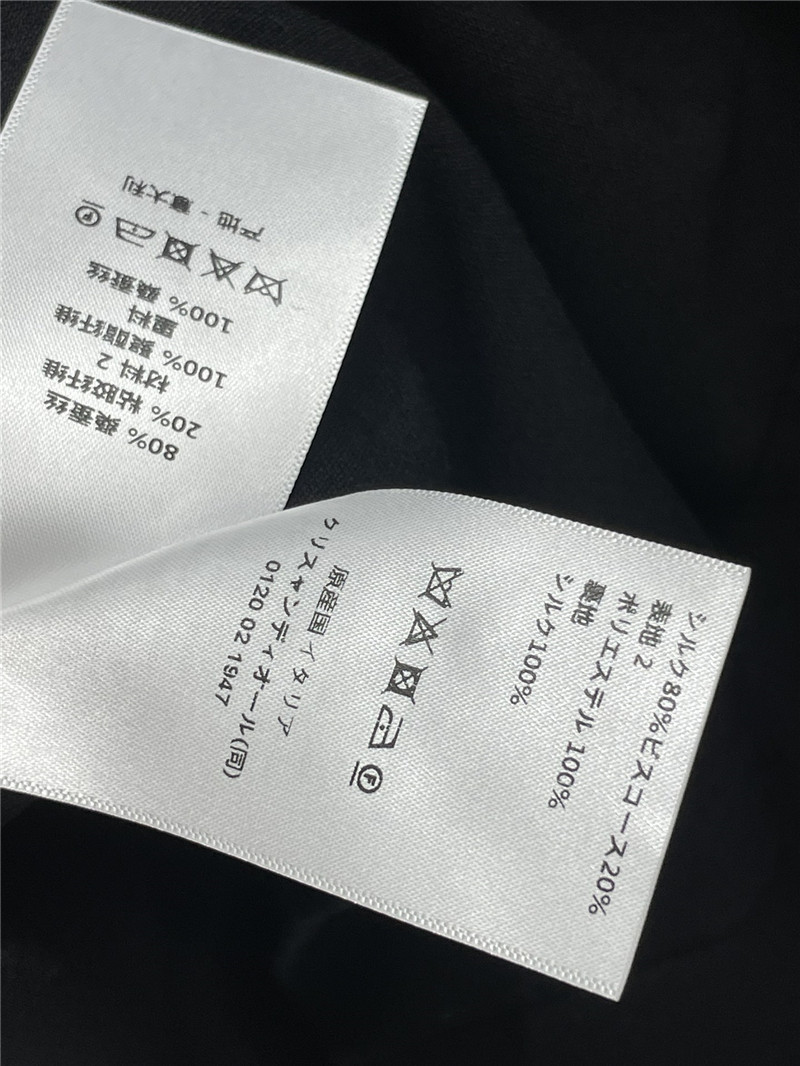 80% 桑蚕丝
20% 粘胶纤维
材料 2
100% 聚酯纤维
里料
100% 桑蚕丝
F
产地 - 意大利
シルク80%ビスコース20%
表地 2
ポリエステル 100%
裏地
シルク100%
F
原産国イタリア
クリスャンディオール(同)
0120 02 1947